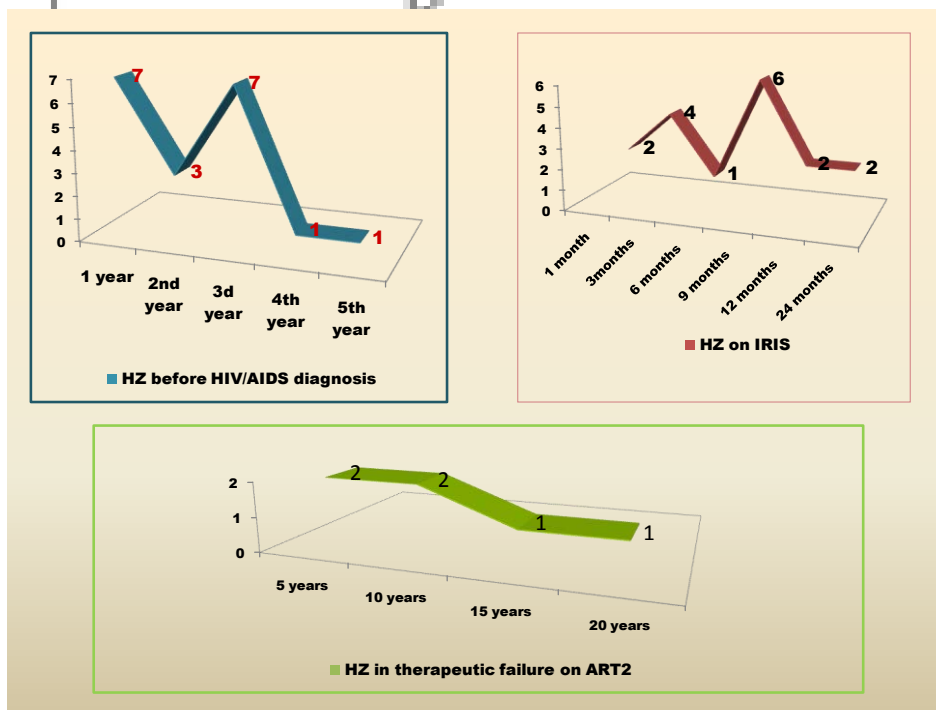 7
6
5
4
3
2
1
0
7
3
7
1
1
1 year
2nd
year
3d
year
4th
year
5th
year
HZ before HIV/AIDS diagnosis
6
5
4
3
2
1
0
2
4
1
6
2
2
1 month
3months
6 months
9 months
12 months
24 months
HZ on IRIS
2
1
0
2
2
1
1
5 years
10 years
15 years
20 years
HZ in therapeutic failure on ART2